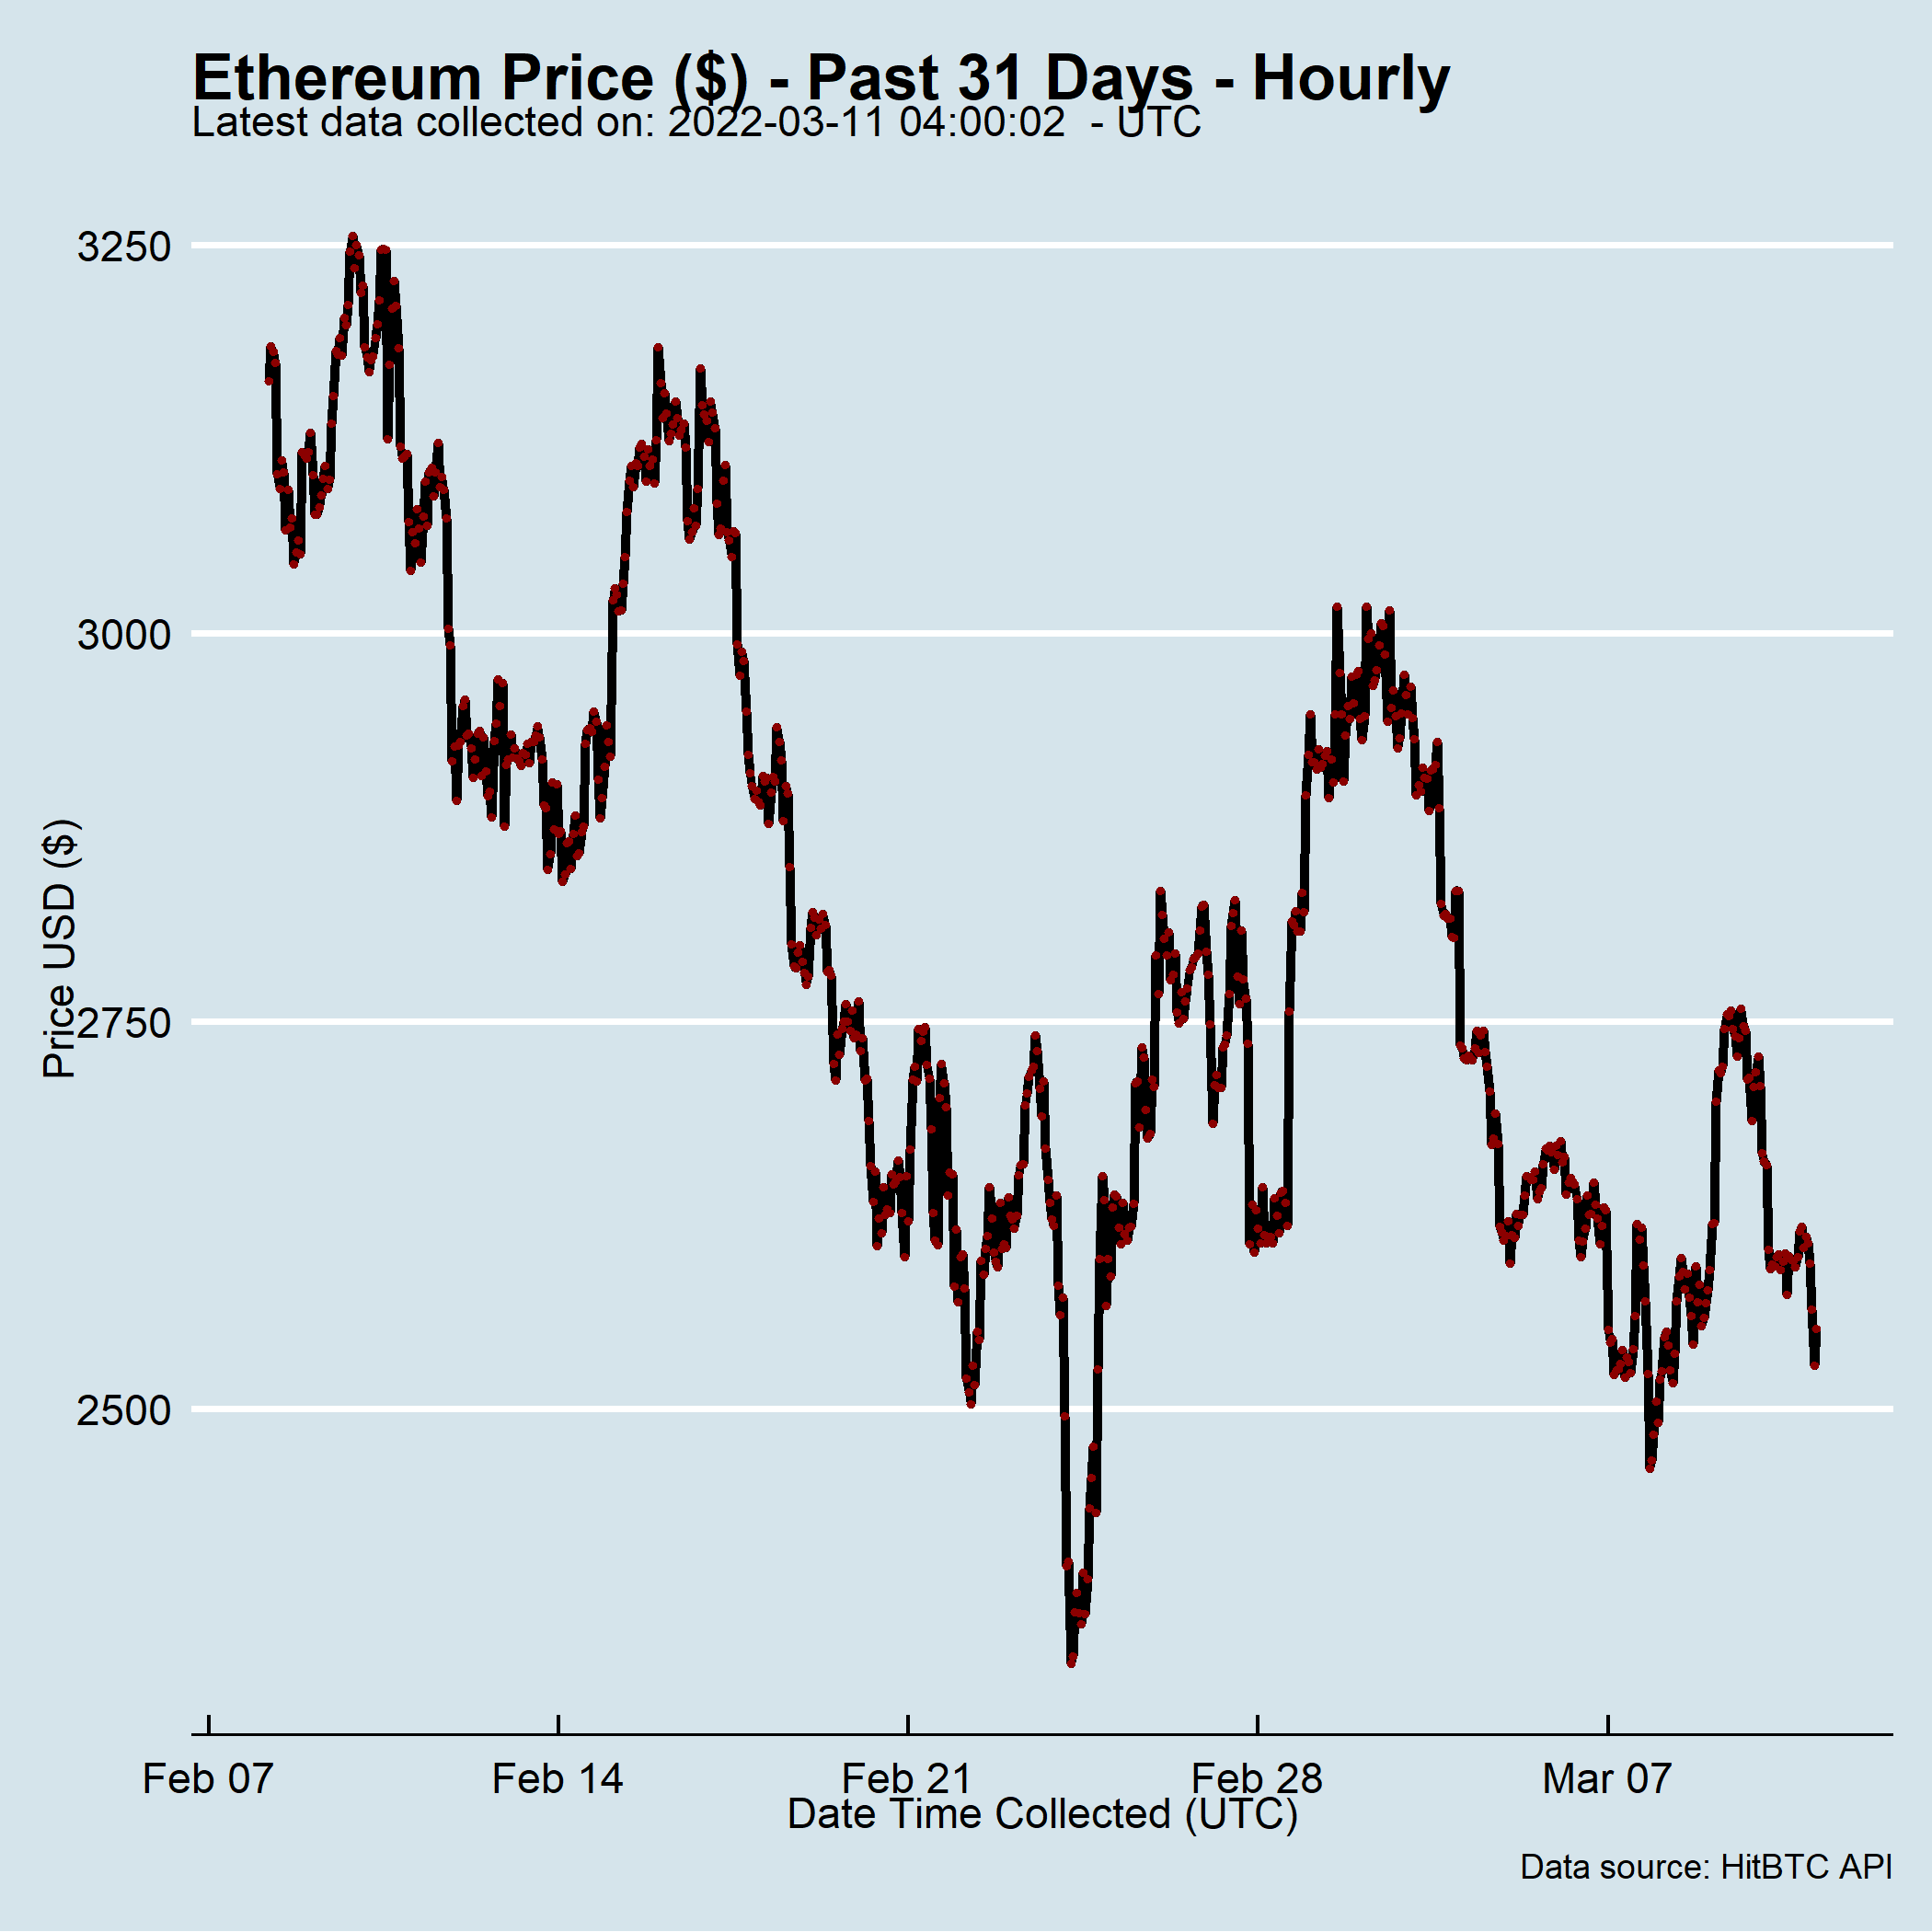 Ethereum Price ($) - Past 31 Days - Hourly
Latest data collected on: 2022-03-11 04:00:02  - UTC
Price USD ($)
3250
3000
2750
2500
Feb 07 Feb 14 Feb 21 Feb 28 Mar 07
Date Time Collected (UTC)
Data source: HitBTC API